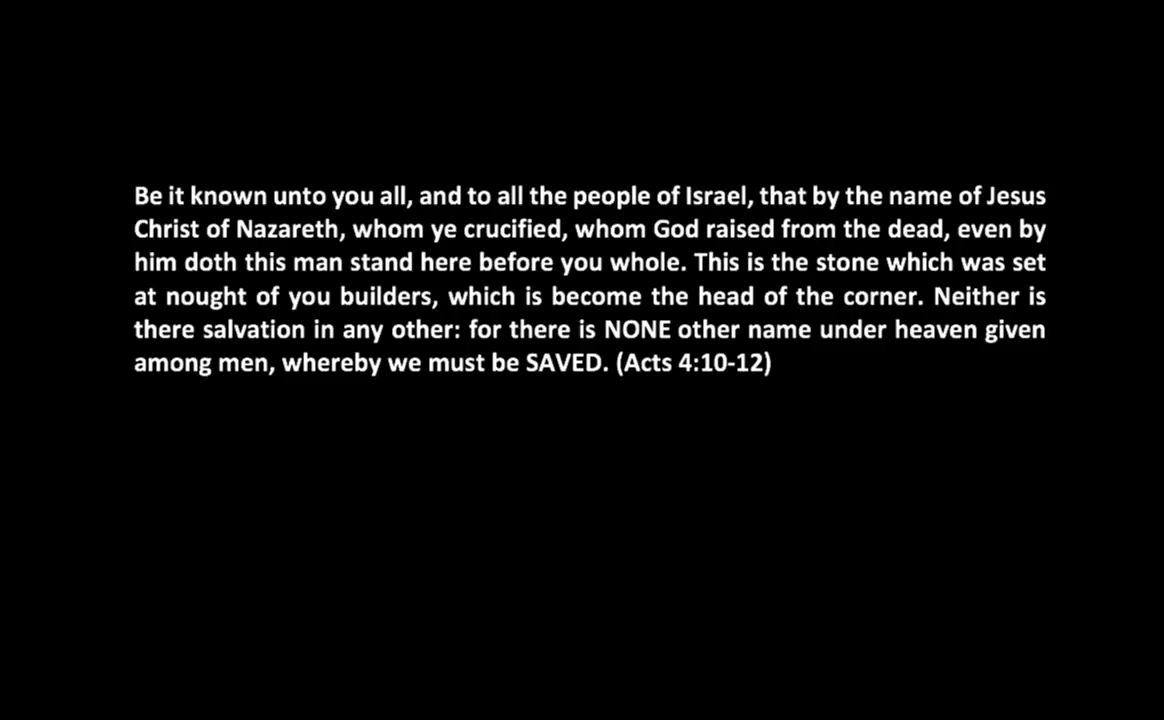 Be it known unto you all, and to all the people of Israel, that by the name of Jesus
Christ of Nazareth, whom ye crucified, whom God raised from the dead, even by
him doth this man stand here before you whole. This is the stone which was set
at nought of you builders, which is become the head of the corner. Neither is
there salvation in any other: for there is NONE other name under heaven given
among men, whereby we must be SAVED. (Acts 4:10-12)